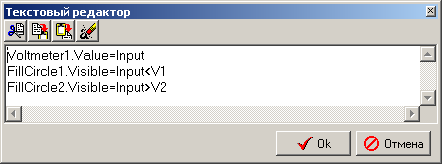 Текстовый редактор
Voltmeter1.Value=Input
FillCircle1.Visible=Input<V1
FillCircle2.Visible=Input>V2
Ok
Отмена